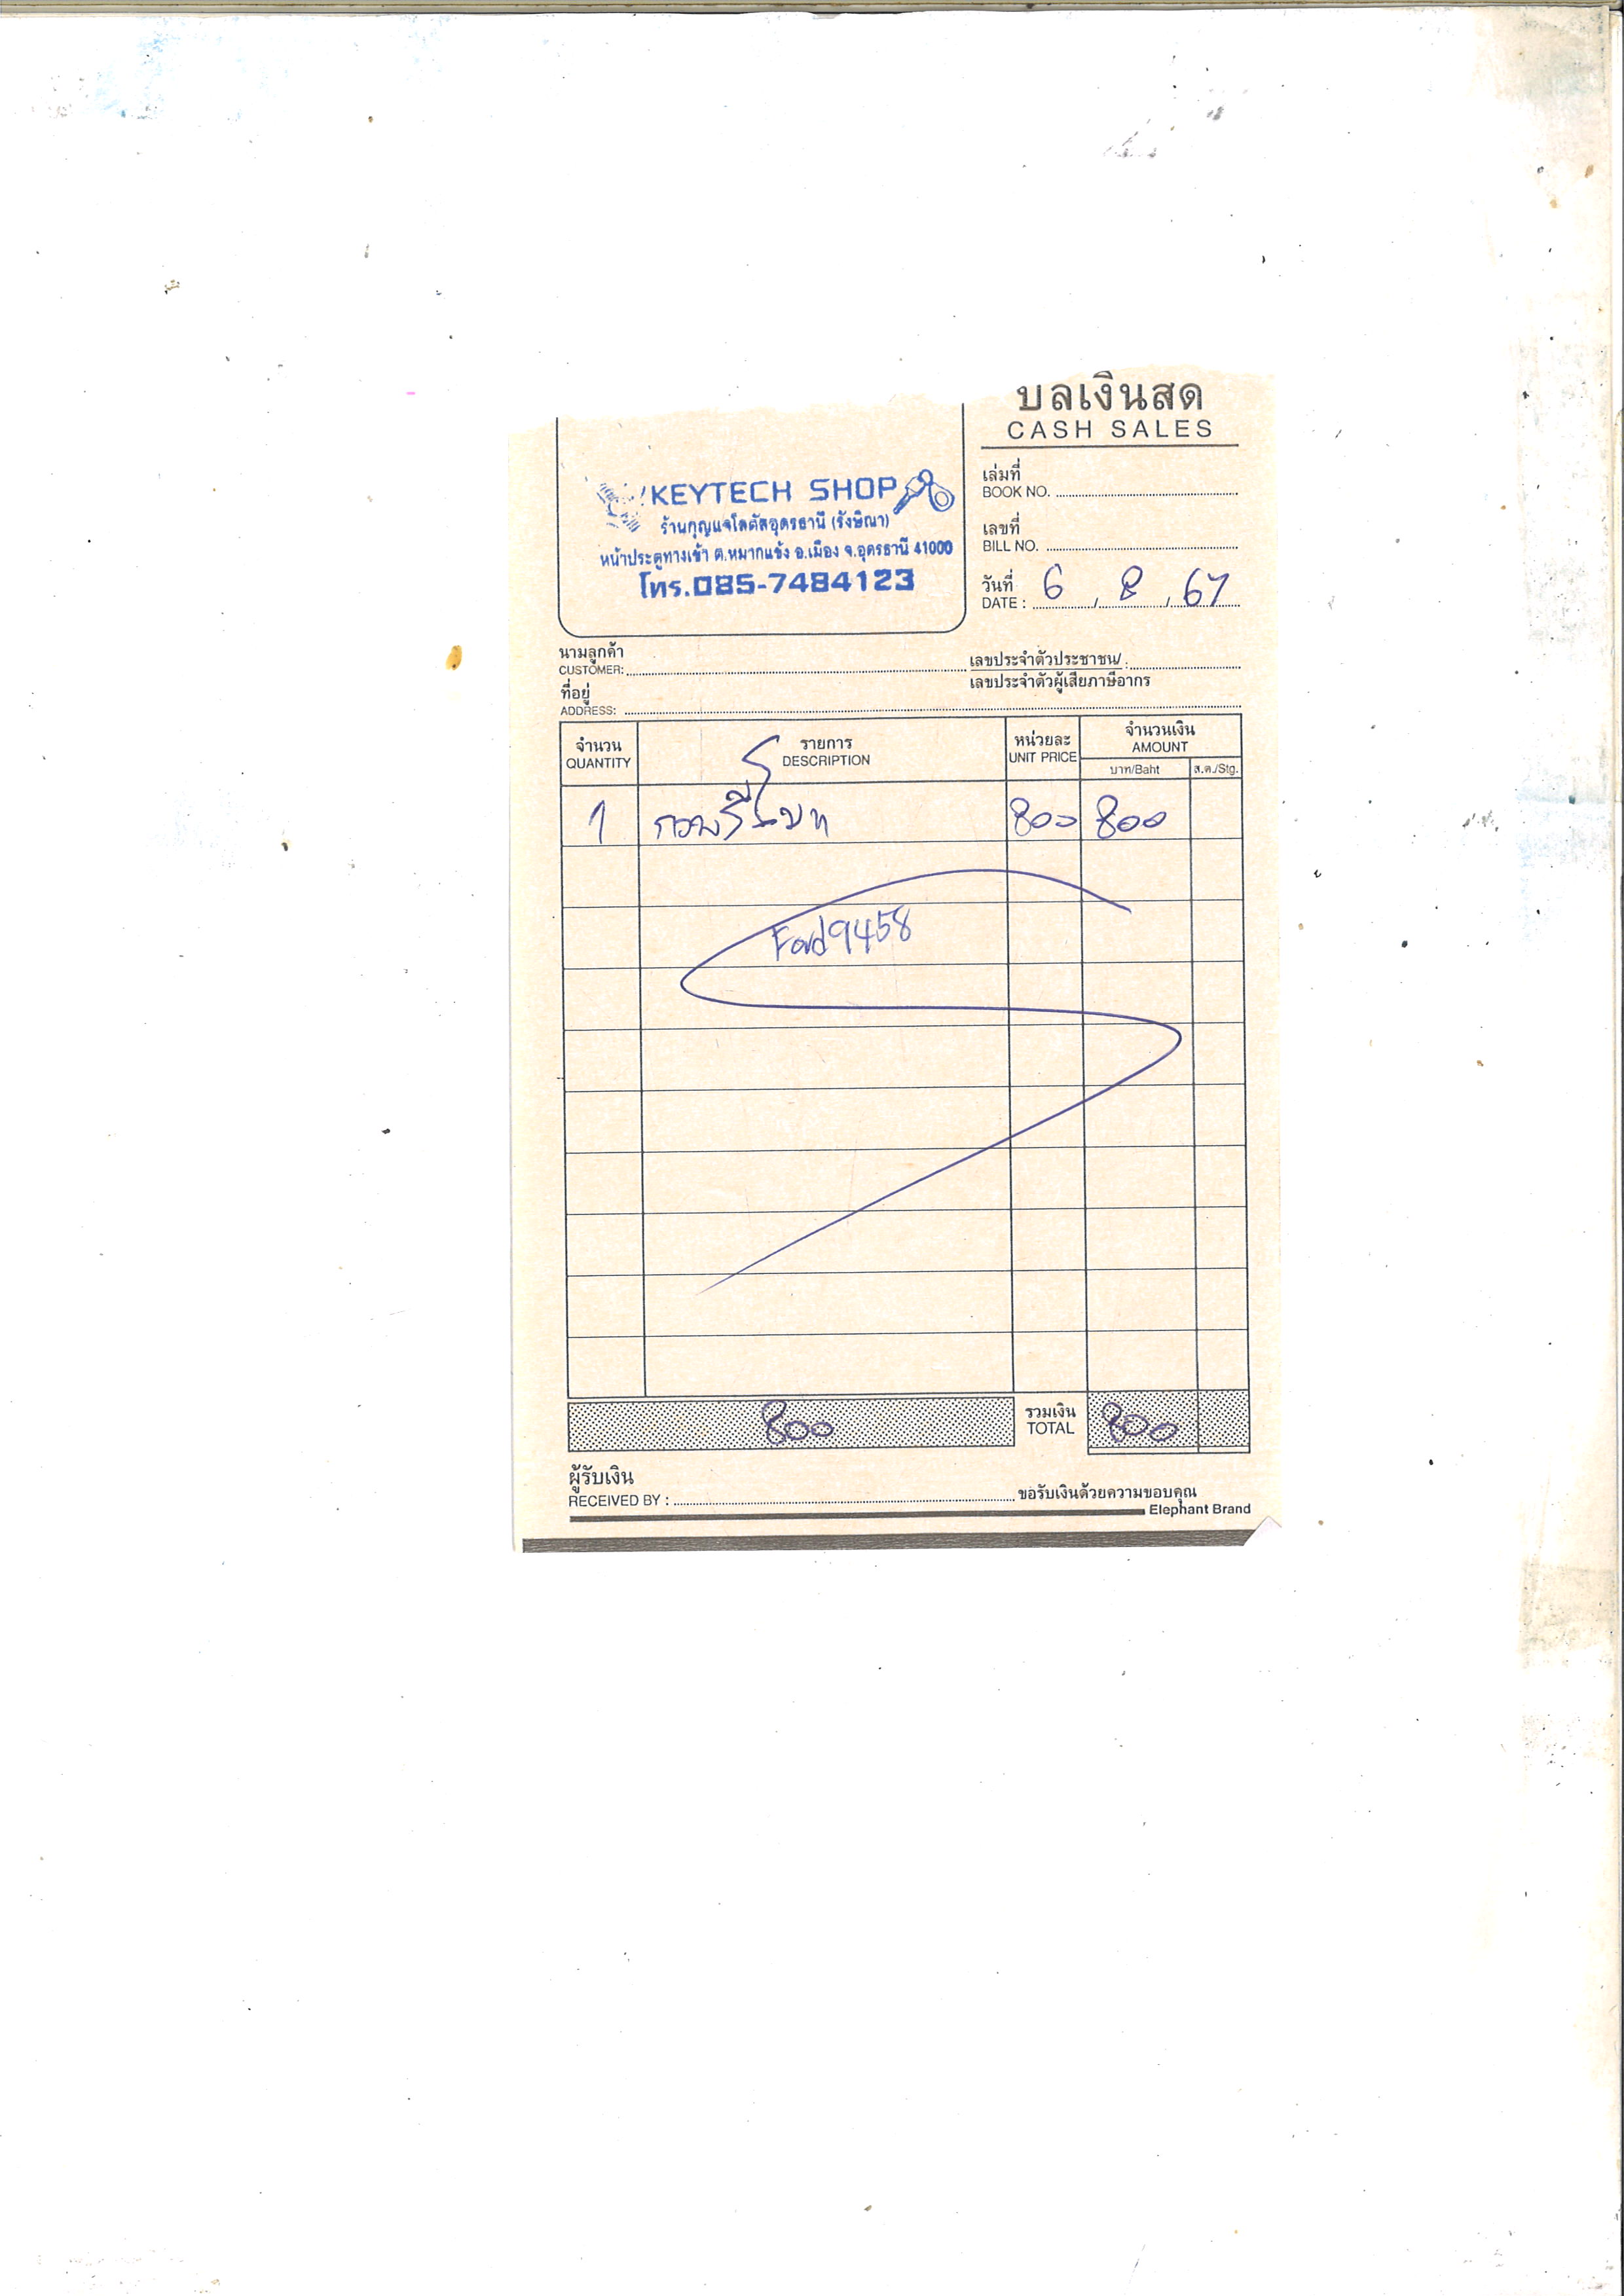 บิลเงินสด
CASH SALES
KEYTECH SHOP
ร้านกุญแจโลตัสอุดรธานี (รังษิณา)
หน้าประตูทางเข้า ต.หมากแข้ง อ.เมือง จ.อุดรธานี 41000
โทร.085-7484123
เล่มที่
BOOK NO.
เลขที่
BILL NO.
วันที่
DATE : 6 / 8 / 67
นามลูกค้า
CUSTOMER:
เลขประจำตัวประชาชน/ :
เลขประจำตัวผู้เสียภาษีอากร
ที่อยู่
ADDRESS:
จำนวน รายการ หน่วยละ จำนวนเงิน
QUANTITY DESCRIPTION UNIT PRICE AMOUNT
บาท/Baht ส.ต./Stg.
1 800 800
Ford 9458
800 รวมเงิน 800
TOTAL
ผู้รับเงิน
RECEIVED BY :
ขอรับเงินด้วยความขอบคุณ
Elephant Brand